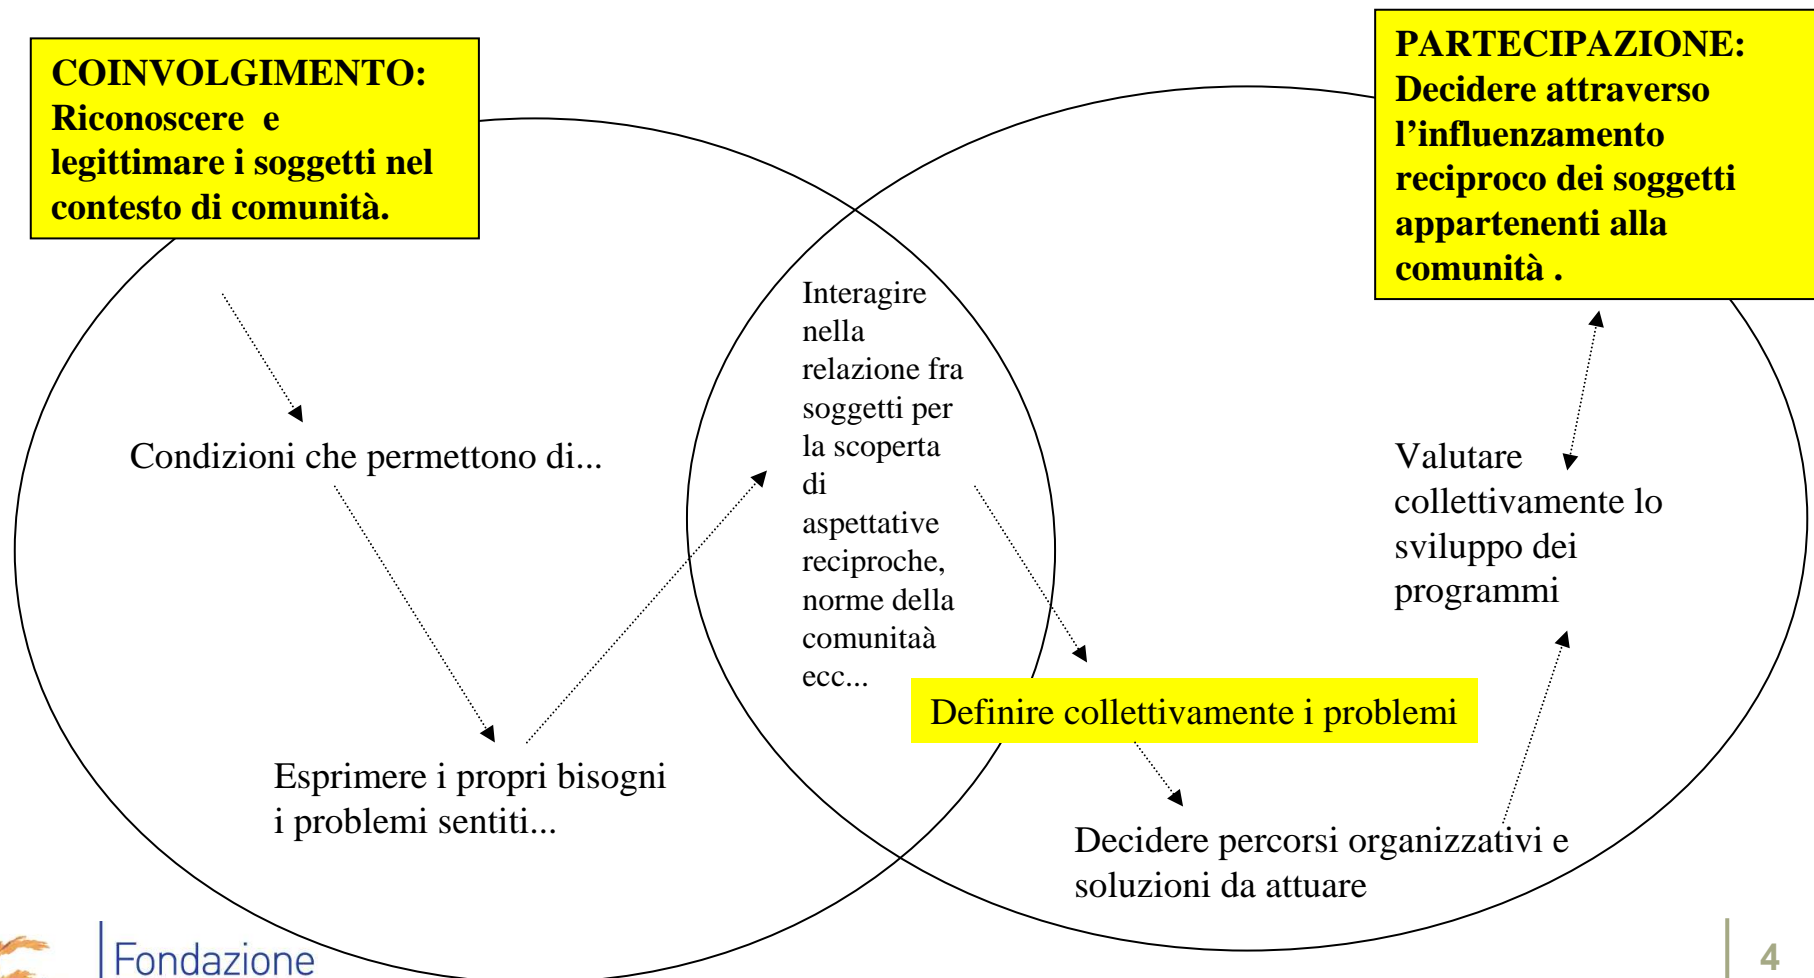 COINVOLGIMENTO:
Riconoscere e
legittimare i soggetti nel
contesto di comunità.
PARTECIPAZIONE:
Decidere attraverso
l'influenzamento
reciproco dei soggetti
appartenenti alla
comunità .
Condizioni che permettono di...
Esprimere i propri bisogni
i problemi sentiti...
Interagire
nella
relazione fra
soggetti per
la scoperta
di
aspettative
reciproche,
norme della
comunitaà
ecc...
Definire collettivamente i problemi
Decidere percorsi organizzativi e
soluzioni da attuare
Valutare
collettivamente lo
sviluppo dei
programmi
Fondazione
4